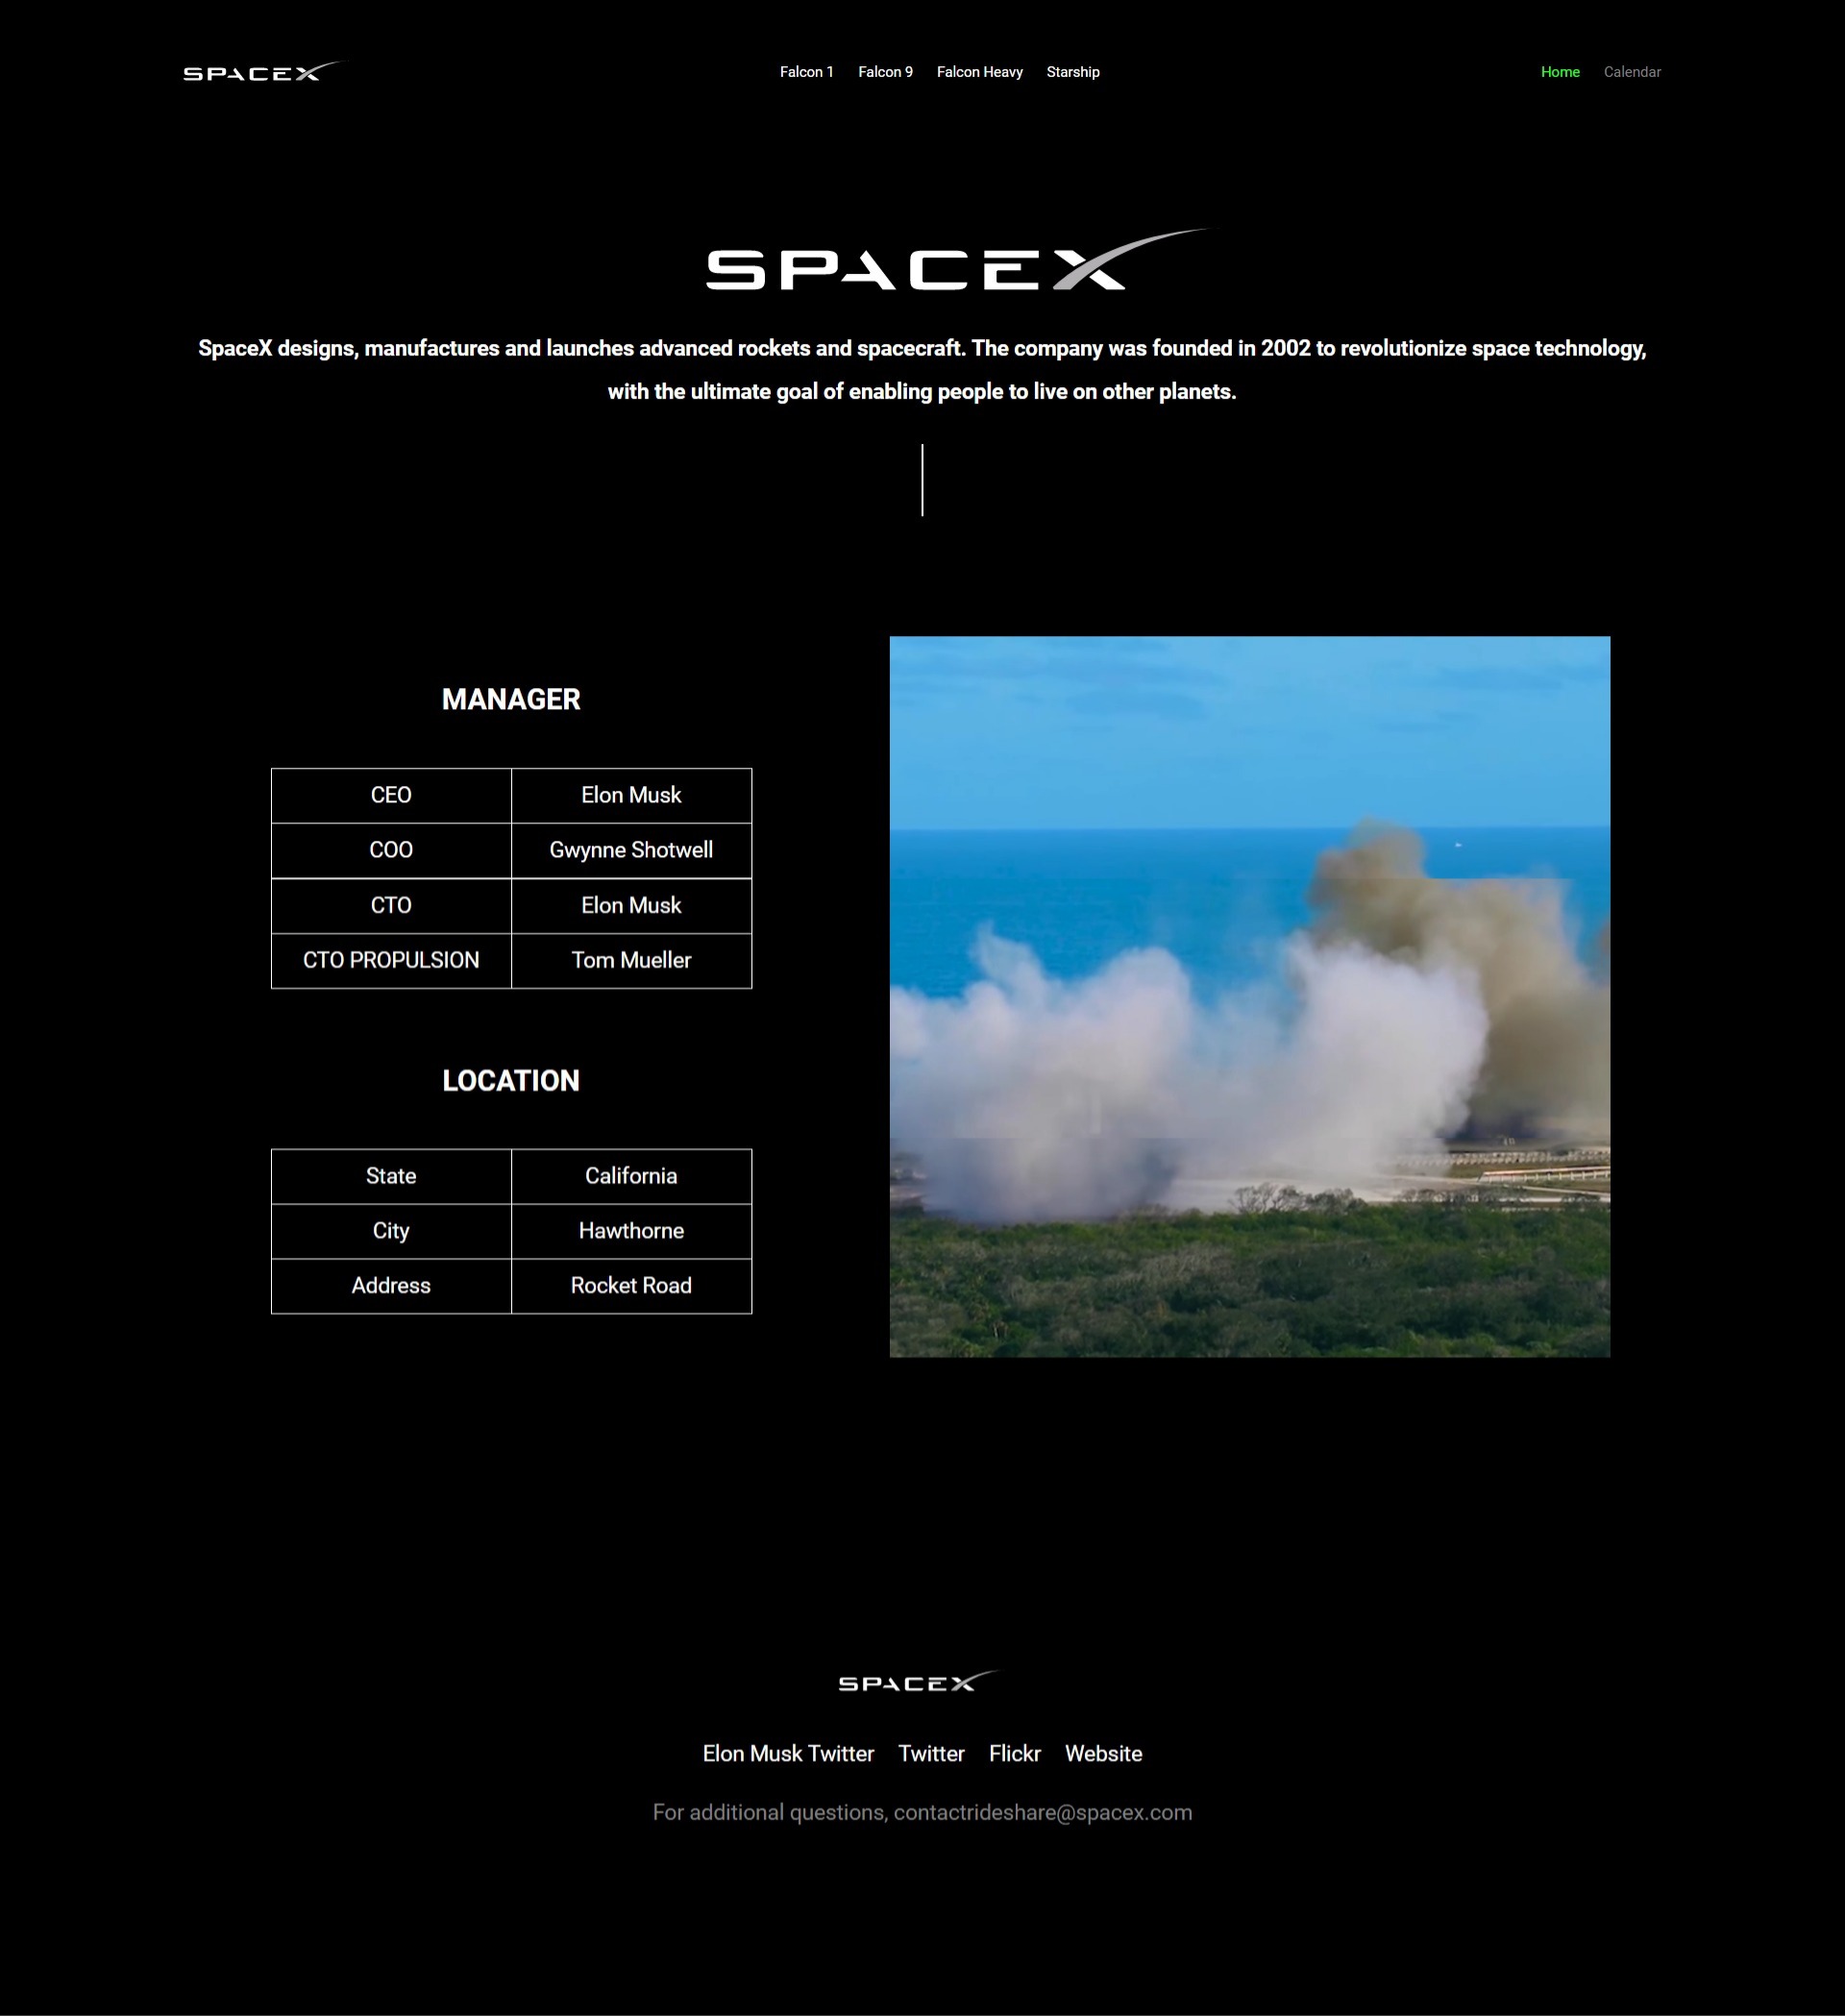 SPACEX
Falcon 1 Falcon 9 Falcon Heavy Starship
Home Calendar
SPACEX
SpaceX designs, manufactures and launches advanced rockets and spacecraft. The company was founded in 2002 to revolutionize space technology,
with the ultimate goal of enabling people to live on other planets.
MANAGER
CEO Elon Musk
COO Gwynne Shotwell
CTO Elon Musk
CTO PROPULSION Tom Mueller
LOCATION
State California
City Hawthorne
Address Rocket Road
SPACEX
Elon Musk Twitter Twitter Flickr Website
For additional questions, contactrideshare@spacex.com